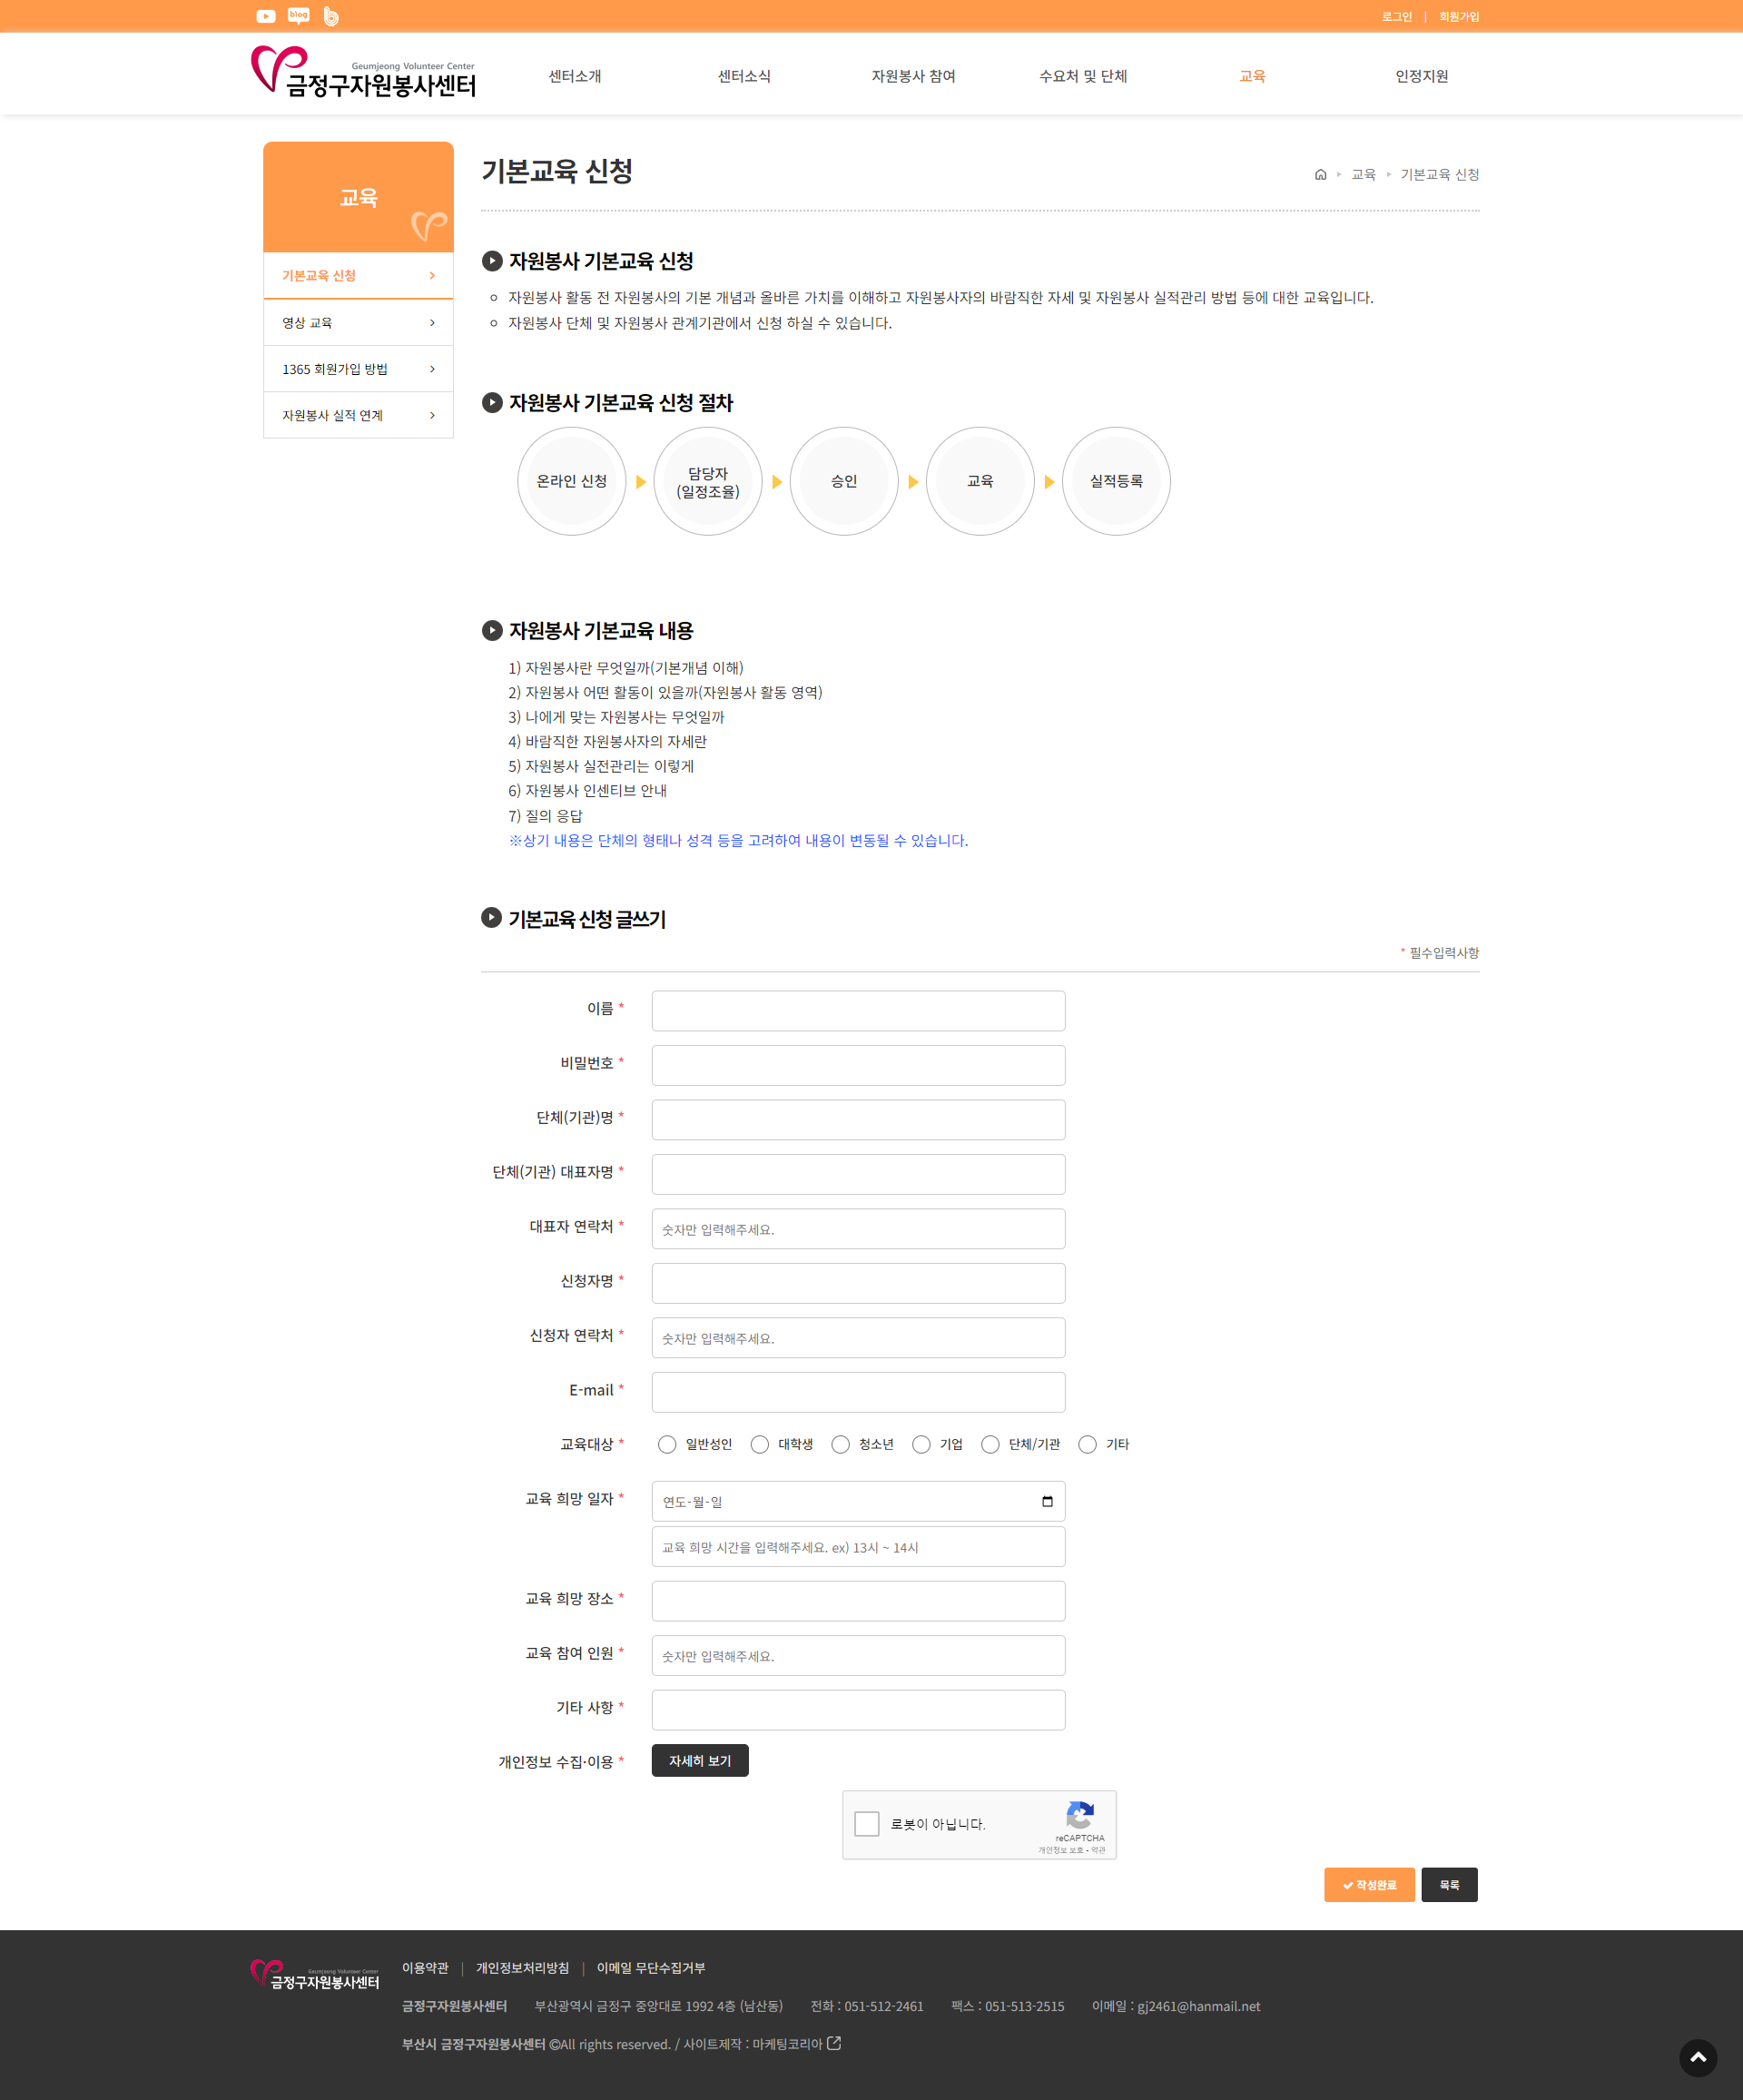 blog
로그인 | 회원가입
Geumjeong Volunteer Center
금정구자원봉사센터
센터소개
센터소식
자원봉사 참여
수요처 및 단체
교육
인정지원
교육
기본교육 신청
영상 교육
1365 회원가입 방법
자원봉사 실적 연계
기본교육 신청
교육
기본교육 신청
자원봉사 기본교육 신청
자원봉사 활동 전 자원봉사의 기본 개념과 올바른 가치를 이해하고 자원봉사자의 바람직한 자세 및 자원봉사 실적관리 방법 등에 대한 교육입니다.
자원봉사 단체 및 자원봉사 관계기관에서 신청 하실 수 있습니다.
자원봉사 기본교육 신청 절차
온라인 신청
담당자
(일정조율)
승인
교육
실적등록
자원봉사 기본교육 내용
1) 자원봉사란 무엇일까(기본개념 이해)
2) 자원봉사 어떤 활동이 있을까(자원봉사 활동 영역)
3) 나에게 맞는 자원봉사는 무엇일까
4) 바람직한 자원봉사자의 자세란
5) 자원봉사 실전관리는 이렇게
6) 자원봉사 인센티브 안내
7) 질의 응답
※상기 내용은 단체의 형태나 성격 등을 고려하여 내용이 변동될 수 있습니다.
기본교육 신청 글쓰기
* 필수입력사항
이름 *
비밀번호 *
단체(기관)명 *
단체(기관) 대표자명 *
대표자 연락처 *
숫자만 입력해주세요.
신청자명 *
신청자 연락처 *
숫자만 입력해주세요.
E-mail *
교육대상 *
일반성인
대학생
청소년
기업
단체/기관
기타
교육 희망 일자 *
연도-월-일
교육 희망 시간을 입력해주세요. ex) 13시 ~ 14시
교육 희망 장소 *
교육 참여 인원 *
숫자만 입력해주세요.
기타 사항 *
개인정보 수집·이용 *
자세히 보기
로봇이 아닙니다.
reCAPTCHA
개인정보 보호 - 약관
작성완료
목록
Geumjeong Volunteer Center
금정구자원봉사센터
이용약관 | 개인정보처리방침 | 이메일 무단수집거부
금정구자원봉사센터 부산광역시 금정구 중앙대로 1992 4층 (남산동) 전화 : 051-512-2461 팩스 : 051-513-2515 이메일 : gj2461@hanmail.net
부산시 금정구자원봉사센터 ©All rights reserved. / 사이트제작 : 마케팅코리아